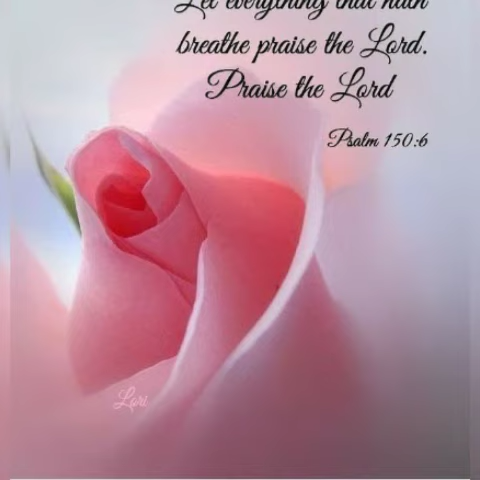 Let everything that hath
breathe praise the Lord.
Praise the Lord
Psalm 150:6
Lori